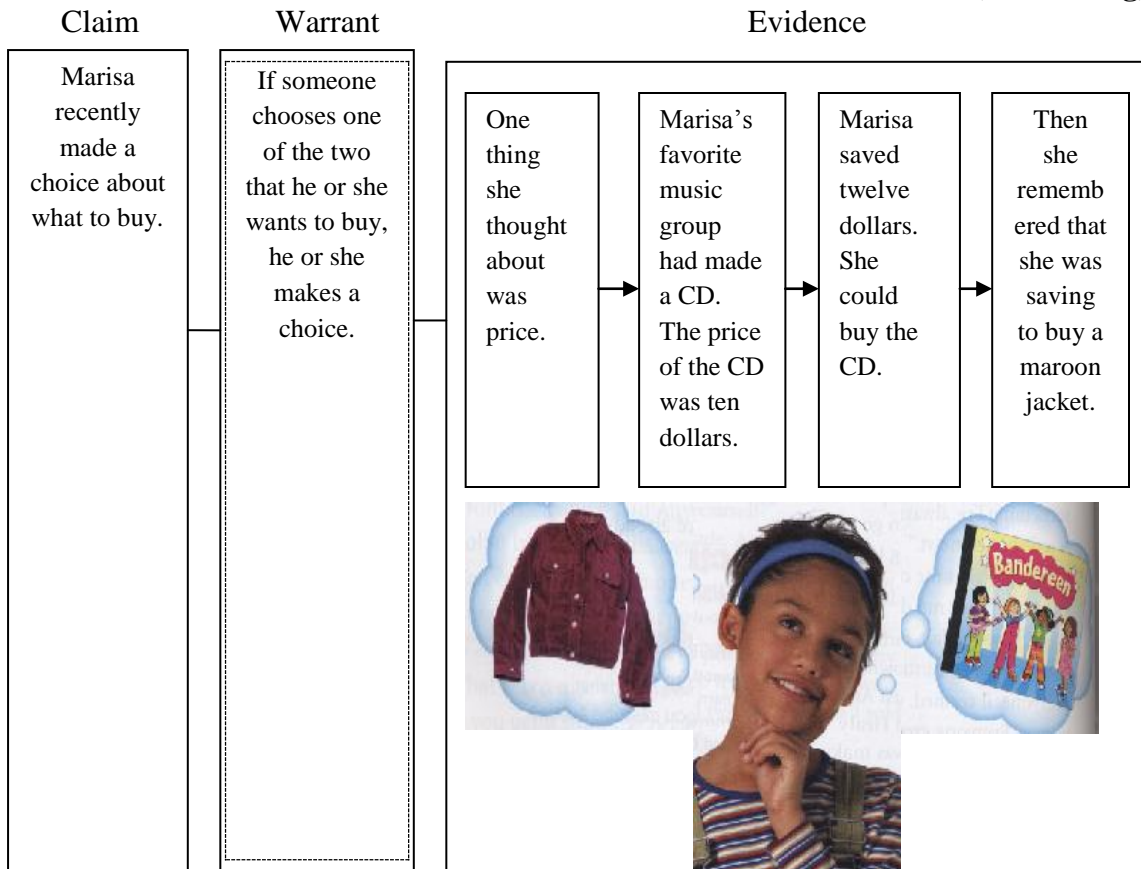 Claim
Warrant
Evidence
Marisa
recently
made a
choice about
what to buy.
If someone
chooses one
of the two
that he or she
wants to buy,
he or she
makes a
choice.
One
thing
she
thought
about
was
price.
Marisa’s
favorite
music
group
had made
a CD.
The price
of the CD
was ten
dollars.
Marisa
saved
twelve
dollars.
She
could
buy the
CD.
Then
she
rememb
ered that
she was
saving
to buy a
maroon
jacket.
Bandereen